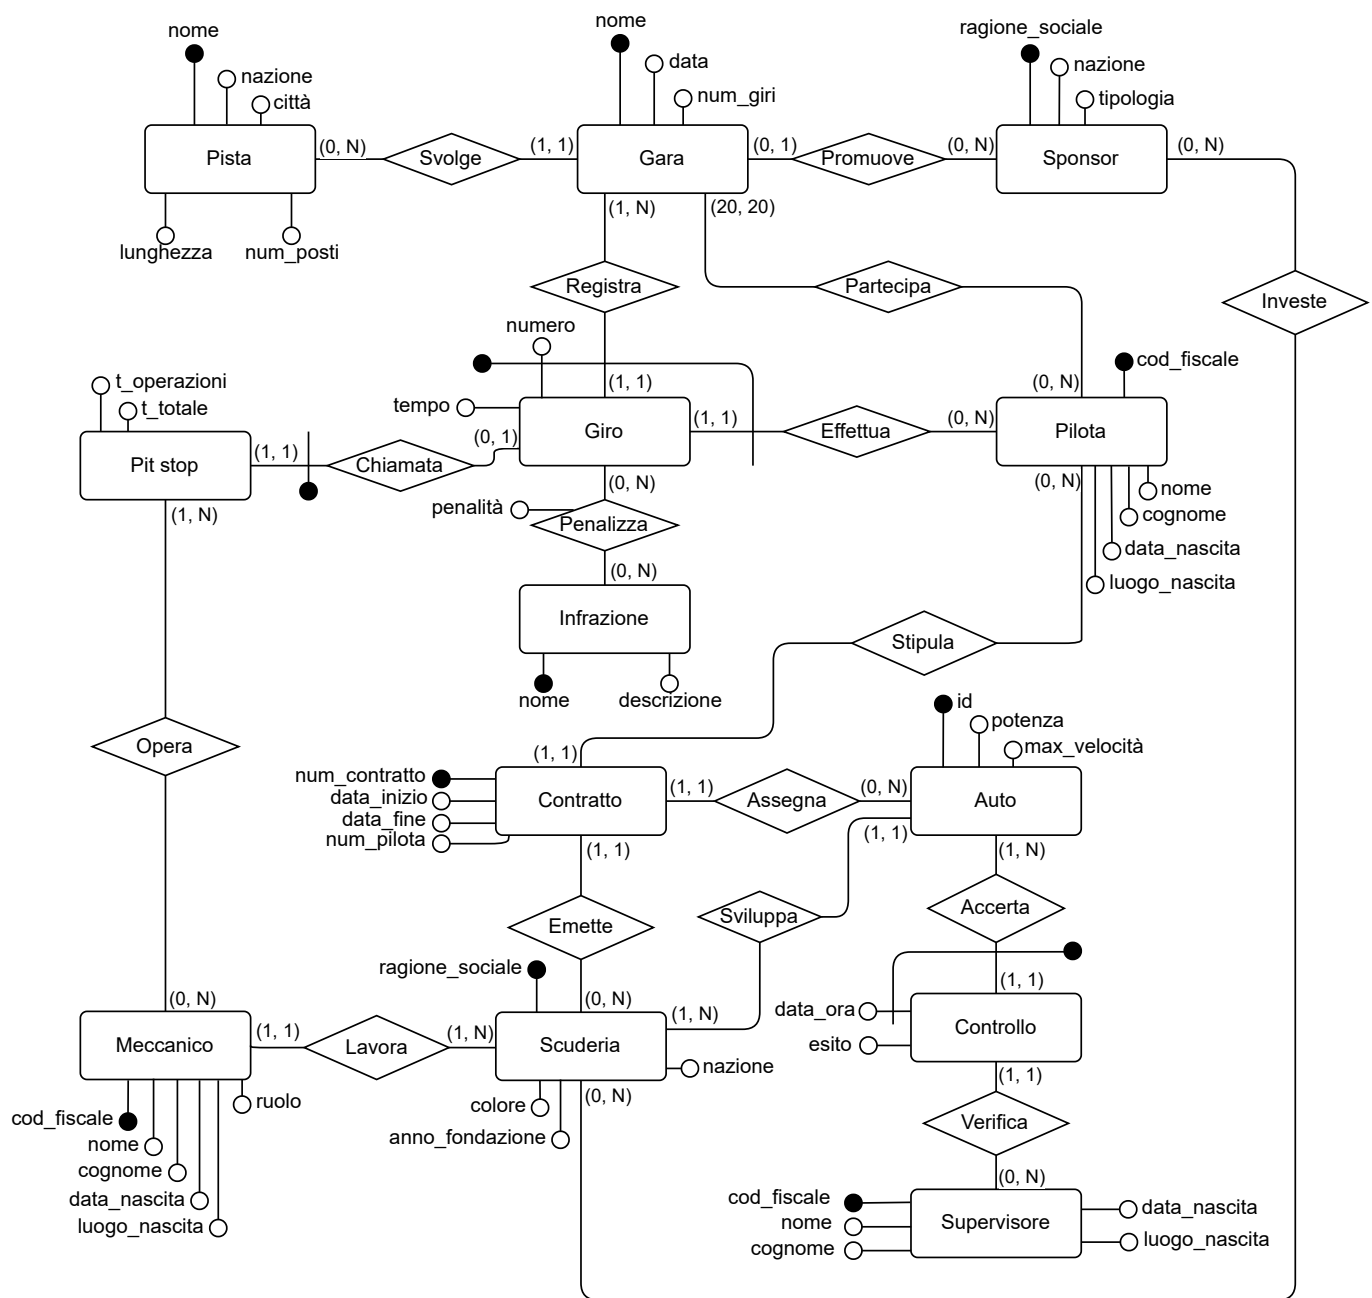 nome
nome
ragione_sociale
nazione
data
nazione
città
num_giri
tipologia
Pista
(0, N)
Svolge
(1, 1)
Gara
(0, 1)
Promuove
(0, N)
Sponsor
(0, N)
(1, N)
(20, 20)
lunghezza
num_posti
Registra
Partecipa
Investe
numero
cod_fiscale
t_operazioni
t_totale
tempo
(1, 1)
(0, N)
Pit stop
(1, 1)
Chiamata
(0, 1)
Giro
(1, 1)
Effettua
(0, N)
Pilota
(0, N)
(0, N)
nome
(1, N)
penalità
Penalizza
cognome
data_nascita
(0, N)
luogo_nascita
Infrazione
Stipula
nome
descrizione
id
potenza
Opera
max_velocità
(1, 1)
num_contratto
data_inizio
data_fine
num_pilota
Contratto
(1, 1)
Assegna
(0, N)
Auto
(1, 1)
(1, 1)
(1, N)
Sviluppa
Accerta
Emette
ragione_sociale
(1, 1)
(0, N)
(0, N)
(1, N)
data_ora
Controllo
Meccanico
(1, 1)
Lavora
(1, N)
Scuderia
esito
nazione
(1, 1)
ruolo
colore
(0, N)
cod_fiscale
anno_fondazione
Verifica
nome
cognome
(0, N)
data_nascita
cod_fiscale
data_nascita
luogo_nascita
nome
Supervisore
cognome
luogo_nascita